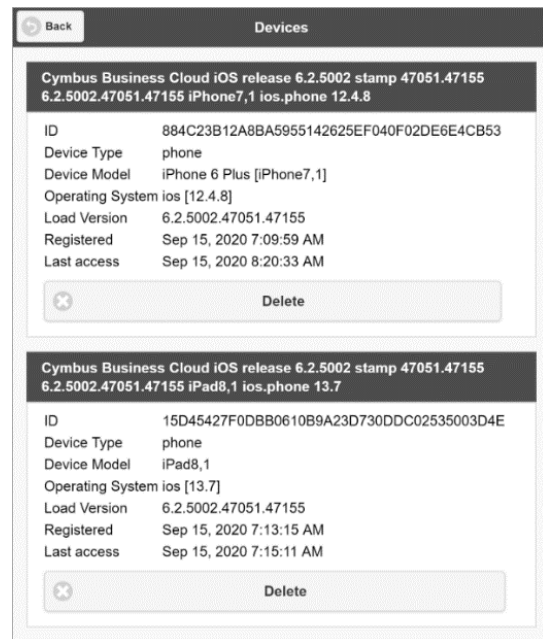 Back
Devices
Cymbus Business Cloud iOS release 6.2.5002 stamp 47051.47155
6.2.5002.47051.47155 iPhone7,1 ios.phone 12.4.8
ID 884C23B12A8BA5955142625EF040F02DE6E4CB53
Device Type phone
Device Model iPhone 6 Plus [iPhone7,1]
Operating System ios [12.4.8]
Load Version 6.2.5002.47051.47155
Registered Sep 15, 2020 7:09:59 AM
Last access Sep 15, 2020 8:20:33 AM
Delete
Cymbus Business Cloud iOS release 6.2.5002 stamp 47051.47155
6.2.5002.47051.47155 iPad8,1 ios.phone 13.7
ID 15D45427F0DBB0610B9A23D730DDC02535003D4E
Device Type phone
Device Model iPad8,1
Operating System ios [13.7]
Load Version 6.2.5002.47051.47155
Registered Sep 15, 2020 7:13:15 AM
Last access Sep 15, 2020 7:15:11 AM
Delete